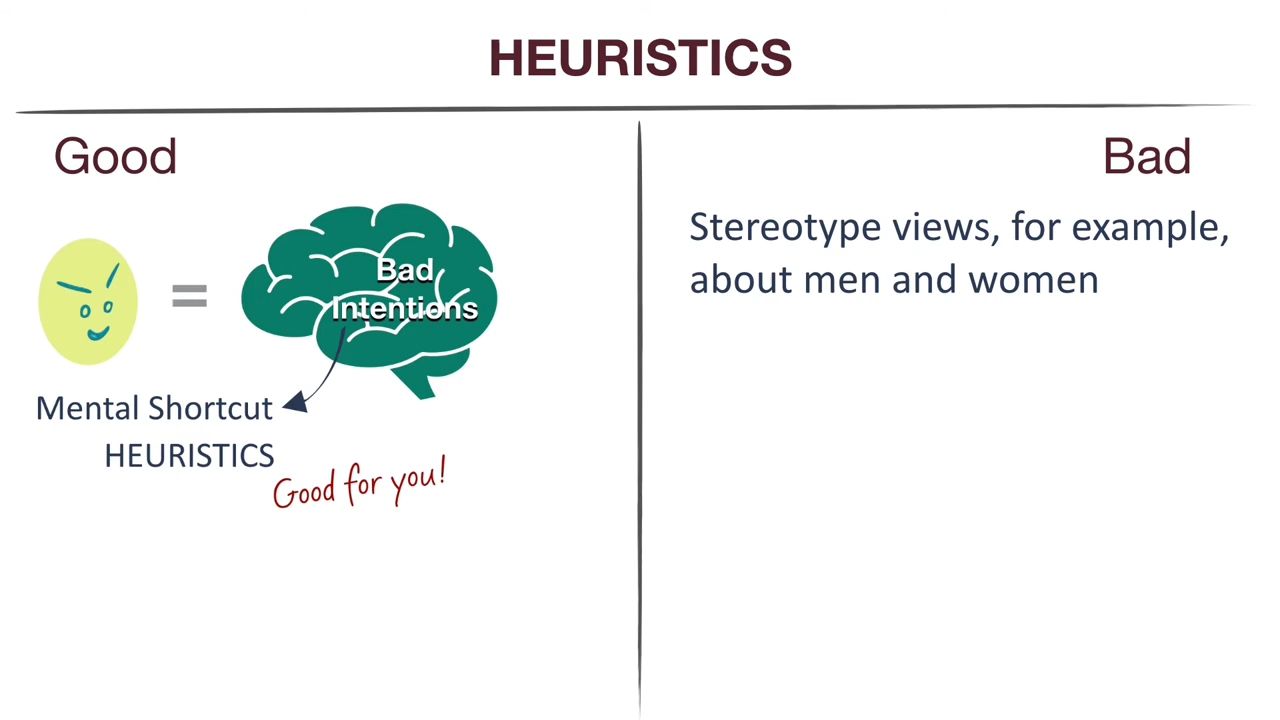 HEURISTICS
Good
Bad
Intentions
Mental Shortcut
HEURISTICS
Good for you!
Bad
Stereotype views, for example,
about men and women